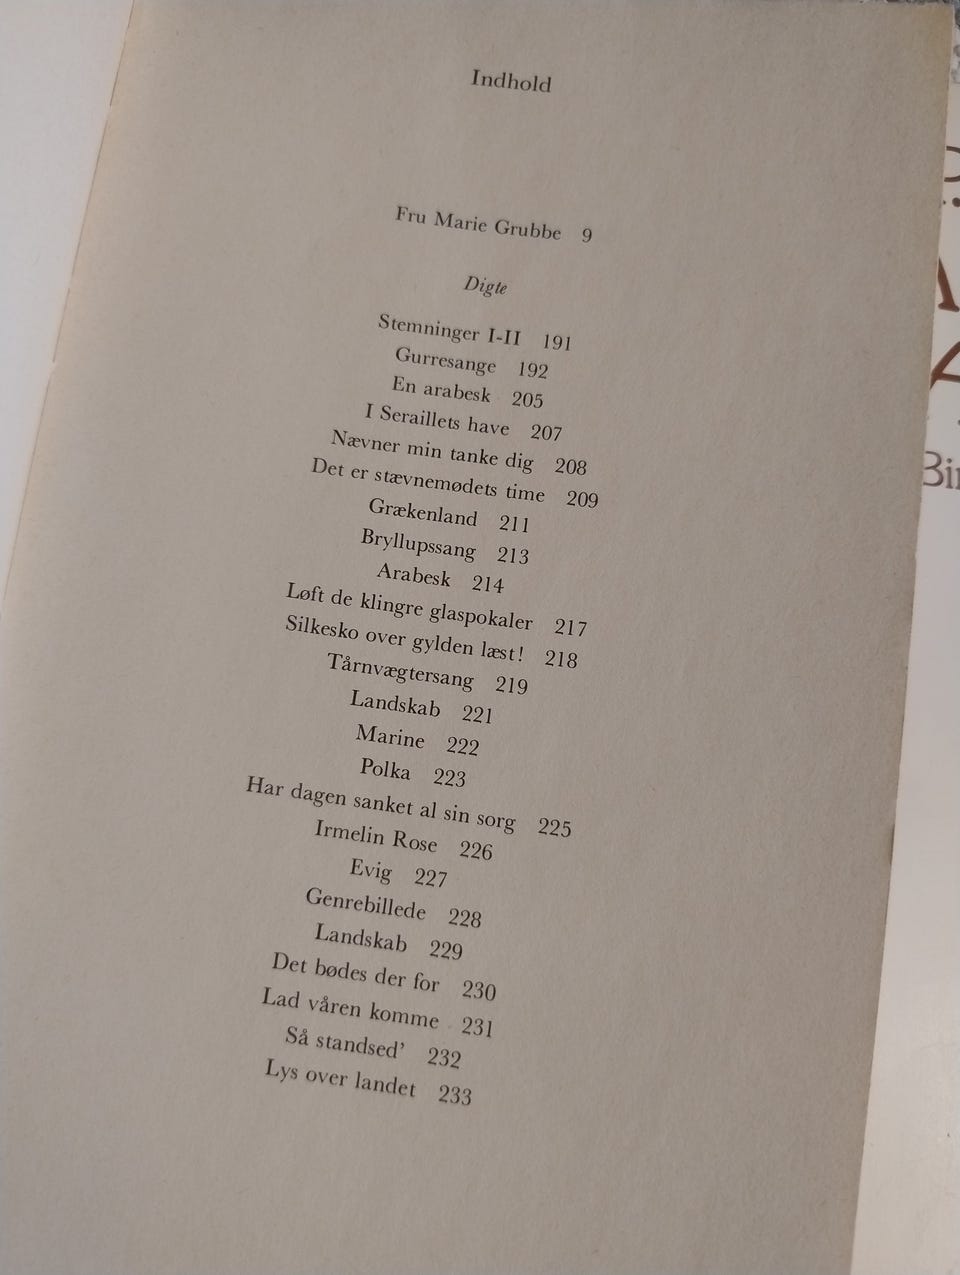 Indhold
Fru Marie Grubbe 9
Digte
Stemninger I-II 191
Gurresange 192
En arabesk 205
I Seraillets have 207
Nævner min tanke dig 208
Det er stævnemødets time 209
Grækenland 211
Bryllupssang 213
Arabesk 214
Løft de klingre glaspokaler 217
Silkesko over gylden læst! 218
Tårnvægtersang 219
Landskab 221
Marine 222
Polka 223
Har dagen sanket al sin sorg 225
Irmelin Rose 226
Evig 227
Genrebillede 228
Landskab 229
Det bødes der for 230
Lad våren komme 231
Så standsed' 232
Lys over landet 233